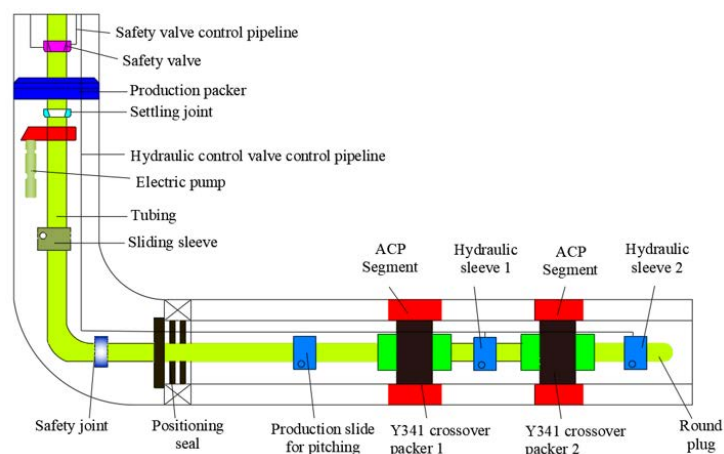 Safety valve control pipeline
Safety valve
Production packer
Settling joint
Hydraulic control valve control pipeline
Electric pump
Tubing
Sliding sleeve
ACP
Segment
Hydraulic
sleeve 1
ACP
Segment
Hydraulic
sleeve 2
Safety joint
Positioning
seal
Production slide
for pitching
Y341 crossover
packer 1
Y341 crossover
packer 2
Round
plug